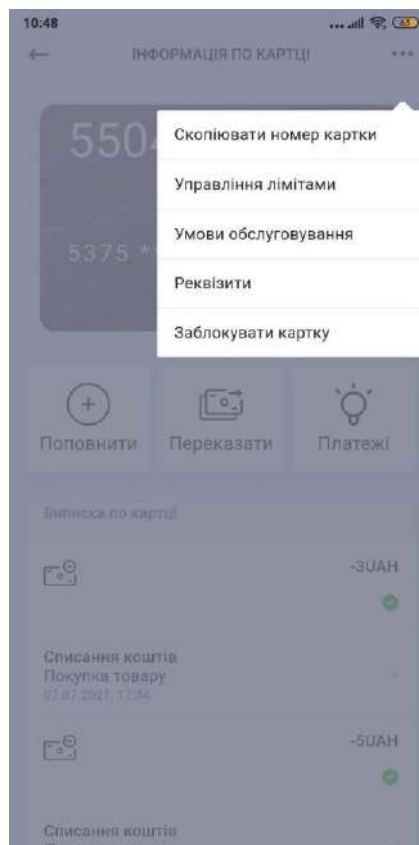 10:48
65
ІНФОРМАЦІЯ ПО КАРТЦІ
550
Скопіювати номер картки
Управління лімітами
5375 *
Умови обслуговування
Реквізити
Заблокувати картку
Поповнити
Переказати
Платежі
Виписка по картці
-3UAH
Списання коштів
Покупка товару
07.07.2021, 17:34
-5UAH
Списання коштів